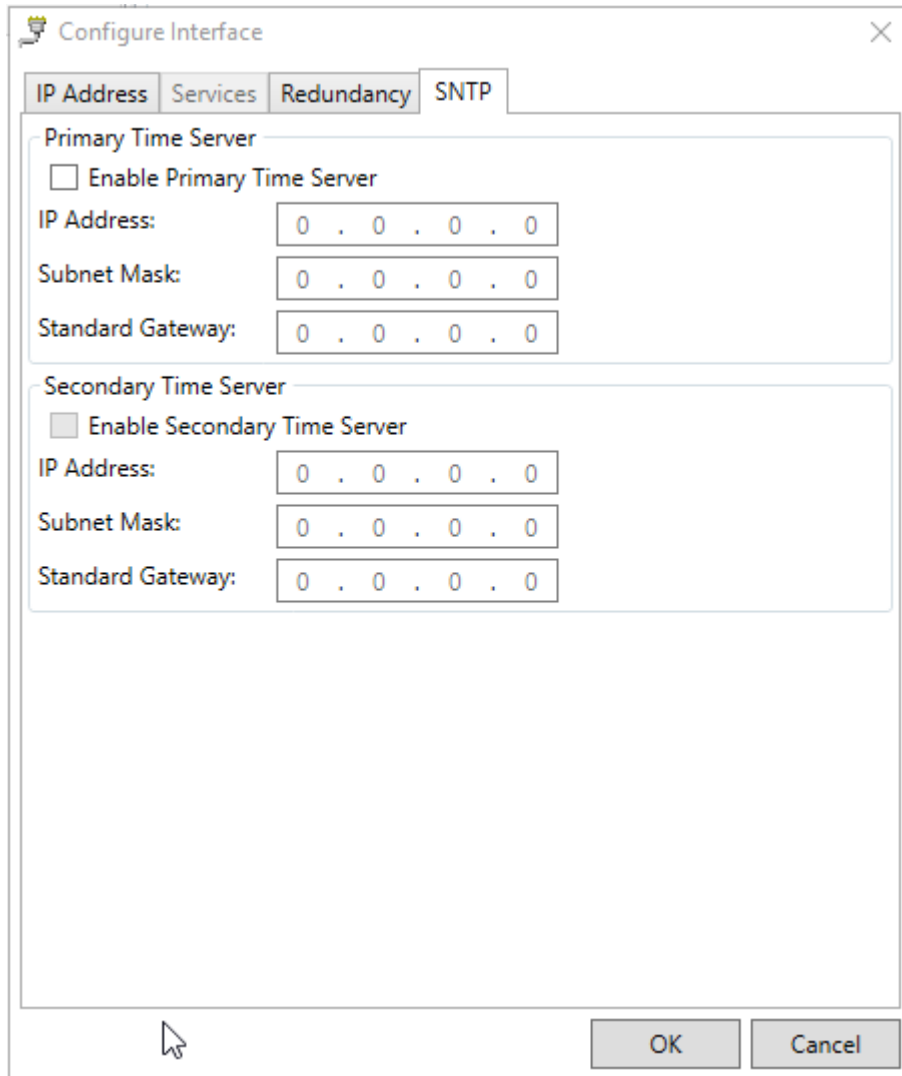 Configure Interface
IP Address Services Redundancy SNTP
Primary Time Server
Enable Primary Time Server
IP Address: 0 . 0 . 0 . 0
Subnet Mask: 0 . 0 . 0 . 0
Standard Gateway: 0 . 0 . 0 . 0
Secondary Time Server
Enable Secondary Time Server
IP Address: 0 . 0 . 0 . 0
Subnet Mask: 0 . 0 . 0 . 0
Standard Gateway: 0 . 0 . 0 . 0
OK Cancel